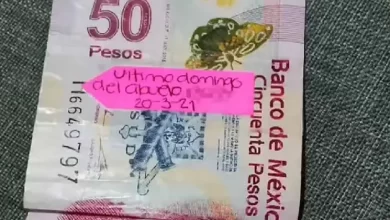 50
Pesos
Ultimo domingo
del abuelo
20-3-21
Banco de México
Cincuenta Pesos